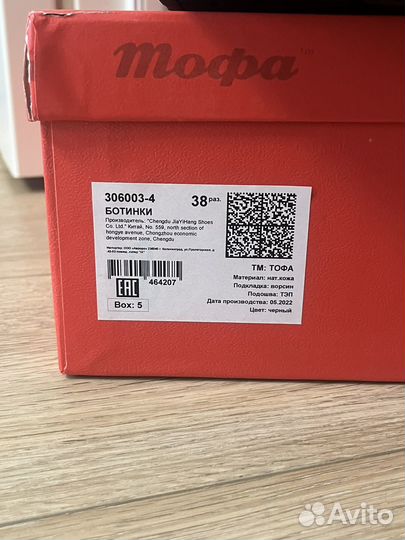 тофа тм
306003-4 38 раз.
БОТИНКИ
Производитель: "Chengdu JiaYiHang Shoes
Co. Ltd." Китай, No. 559, north section of
hongye avenue, Chongzhou economic
development zone, Chengdu
ТМ: ТОФА
Материал: нат.кожа
Подкладка: ворсин
Подошва: ТЭП
Дата производства: 05.2022
Цвет: черный
EAC 464207
Box: 5
Avito